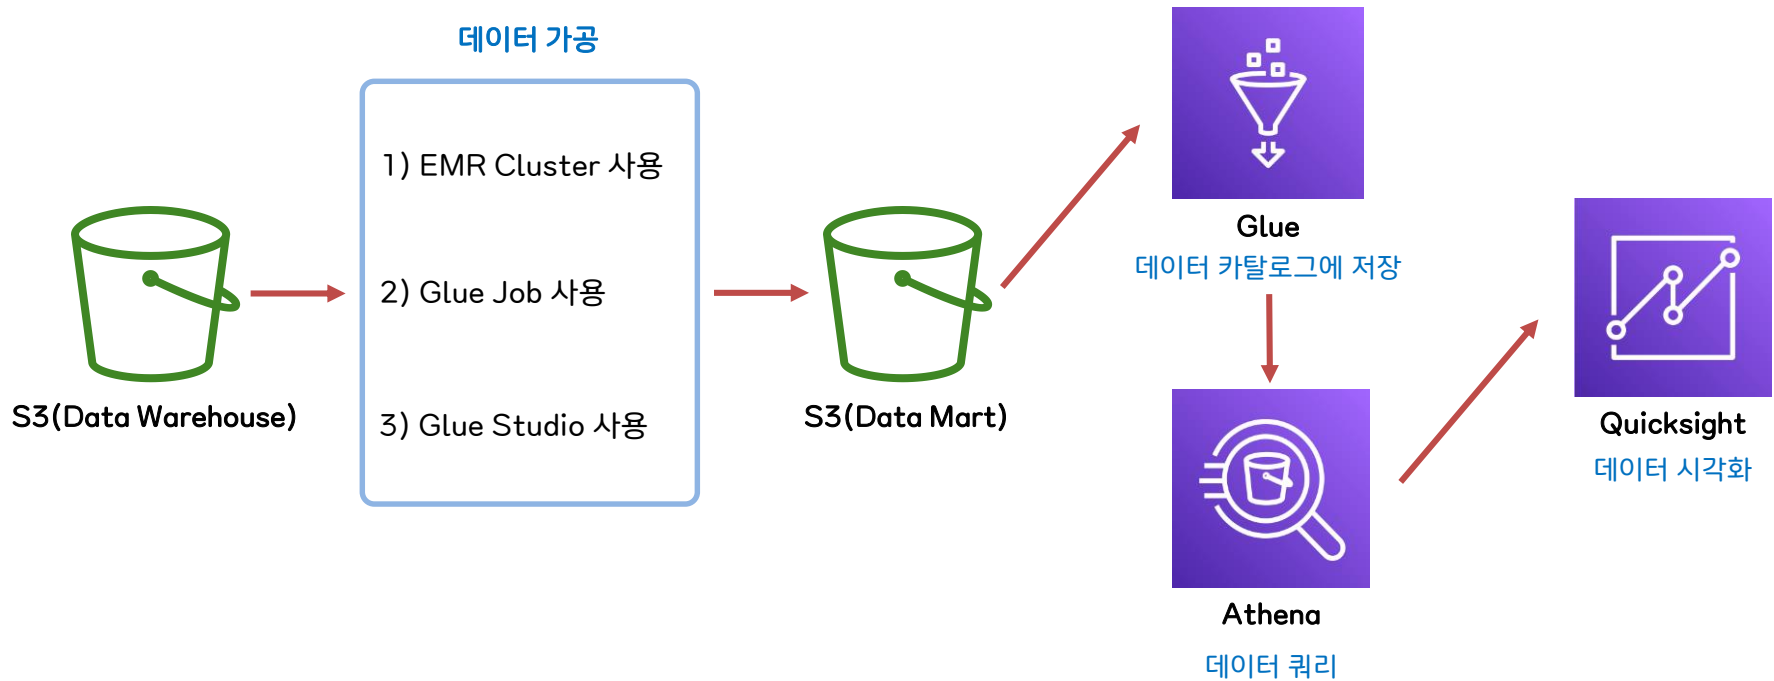 데이터 가공
1) EMR Cluster 사용
2) Glue Job 사용
3) Glue Studio 사용
S3(Data Warehouse)
S3(Data Mart)
Glue
데이터 카탈로그에 저장
Athena
데이터 쿼리
Quicksight
데이터 시각화